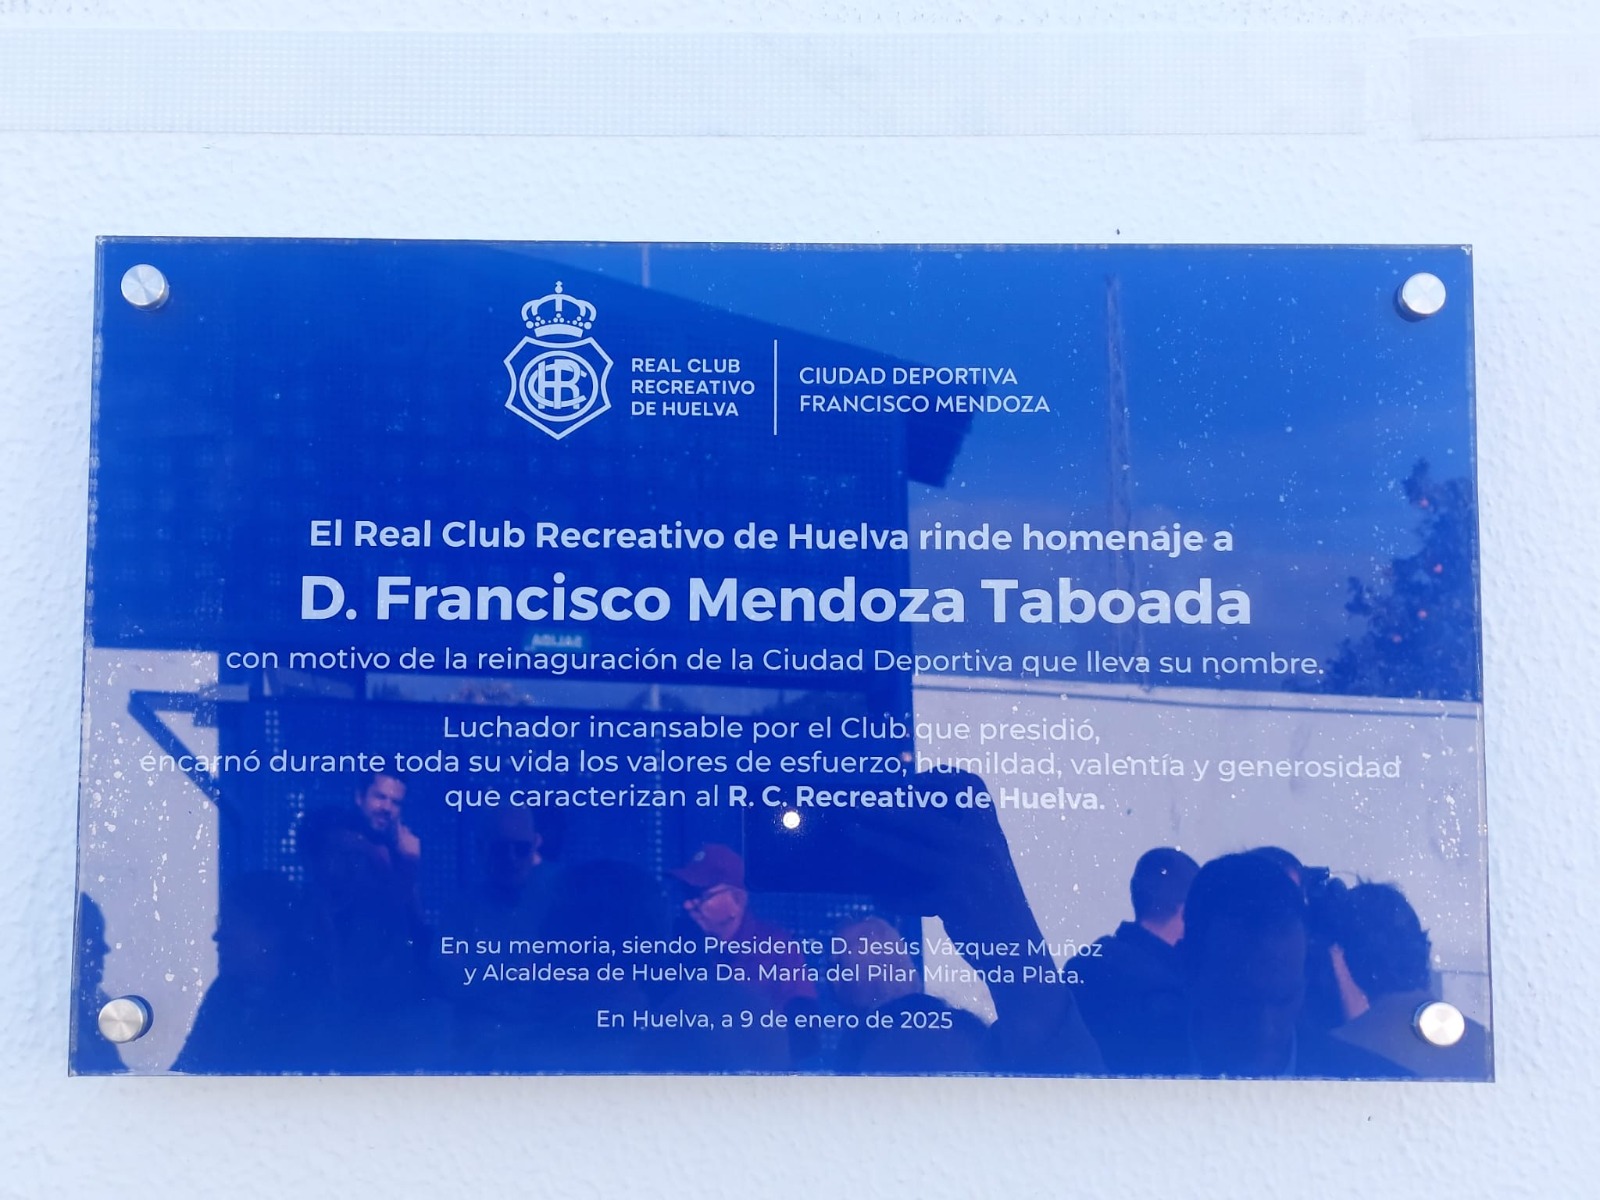 REAL CLUB
RECREATIVO
DE HUELVA
CIUDAD DEPORTIVA
FRANCISCO MENDOZA
El Real Club Recreativo de Huelva rinde homenaje a
D. Francisco Mendoza Taboada
con motivo de la reinaguración de la Ciudad Deportiva que lleva su nombre.
Luchador incansable por el Club que presidió,
encarnó durante toda su vida los valores de esfuerzo, humildad, valentía y generosidad
que caracterizan al R. C. Recreativo de Huelva.
En su memoria, siendo Presidente D. Jesús Vázquez Muñoz
y Alcaldesa de Huelva Da. María del Pilar Miranda Plata.
En Huelva, a 9 de enero de 2025